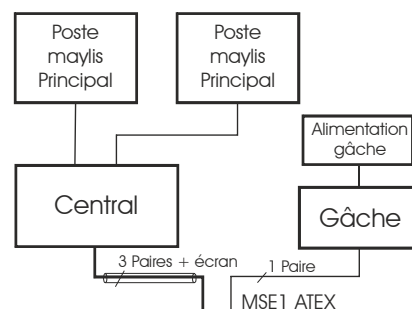 Poste
maylis
Principal
Poste
maylis
Principal
Alimentation
gâche
Central
Gâche
3 Paires + écran
1 Paire
MSE1 ATEX